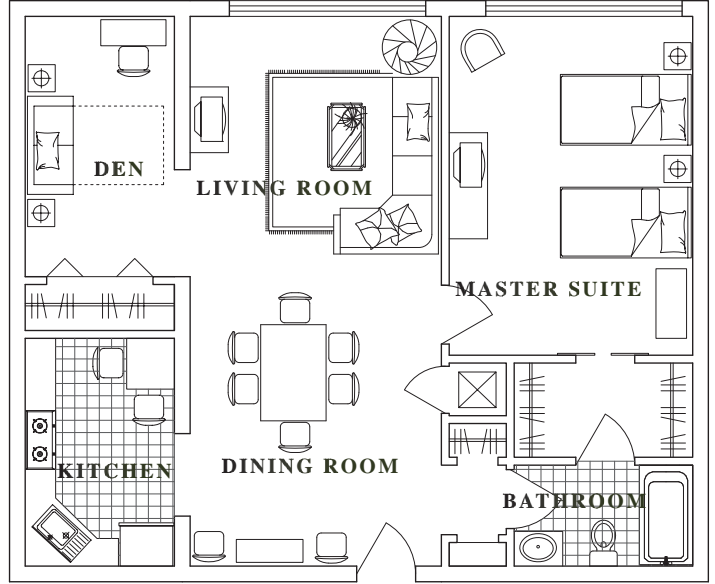 DEN
LIVING ROOM
MASTER SUITE
DINING ROOM
KITCHEN
BATHROOM